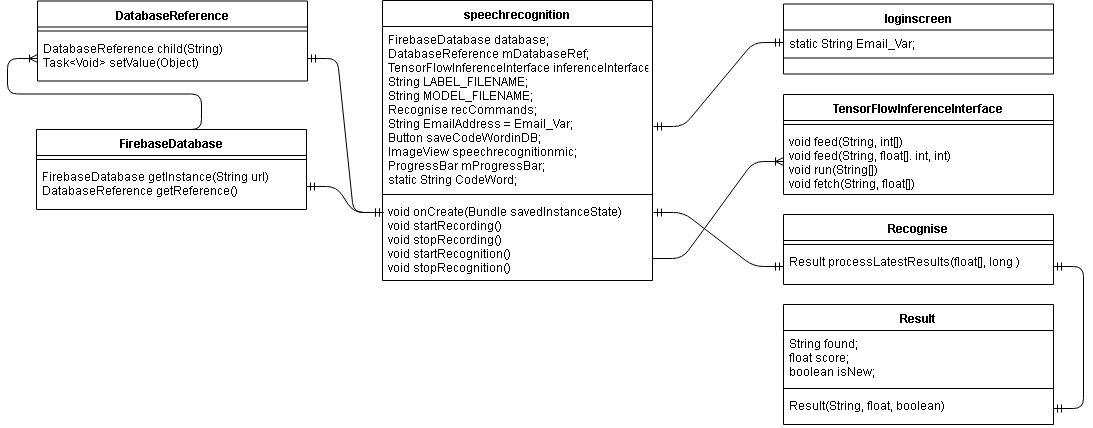 DatabaseReference
DatabaseReference child(String)
Task<Void> setValue(Object)
FirebaseDatabase
FirebaseDatabase getInstance(String url)
DatabaseReference getReference()
speechrecognition
FirebaseDatabase database;
DatabaseReference mDatabaseRef;
TensorFlowInferenceInterface inferenceInterface
String LABEL_FILENAME;
String MODEL_FILENAME;
Recognise recCommands;
String EmailAddress = Email_Var;
Button saveCodeWordinDB;
ImageView speechrecognitionmic;
ProgressBar mProgressBar;
static String CodeWord;
void onCreate(Bundle savedInstanceState)
void startRecording()
void stopRecording()
void startRecognition()
void stopRecognition()
loginscreen
static String Email_Var;
TensorFlowInferenceInterface
void feed(String, int[])
void feed(String, float[]. int, int)
void run(String[])
void fetch(String, float[])
Recognise
Result processLatestResults(float[], long )
Result
String found;
float score;
boolean isNew;
Result(String, float, boolean)